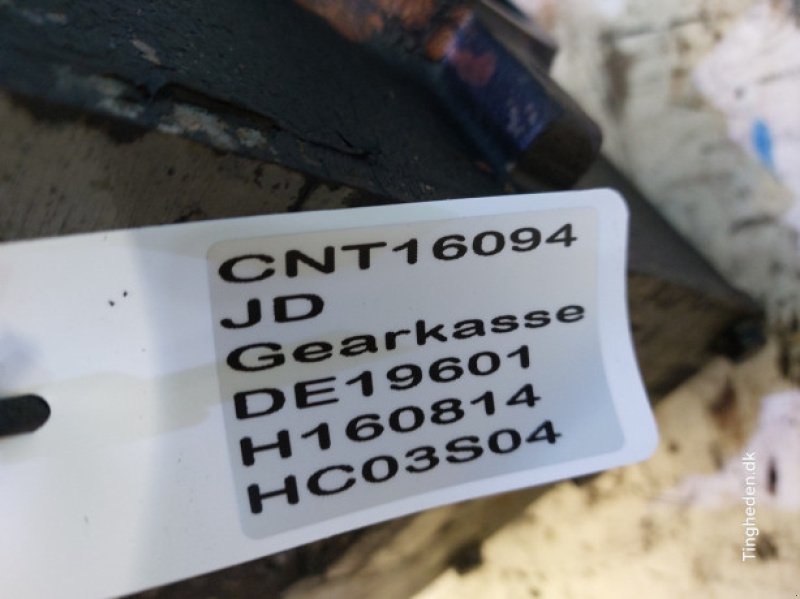 CNT16094
JD
Gearkasse
DE19601
H160814
HC03S04
Tingheden.dk